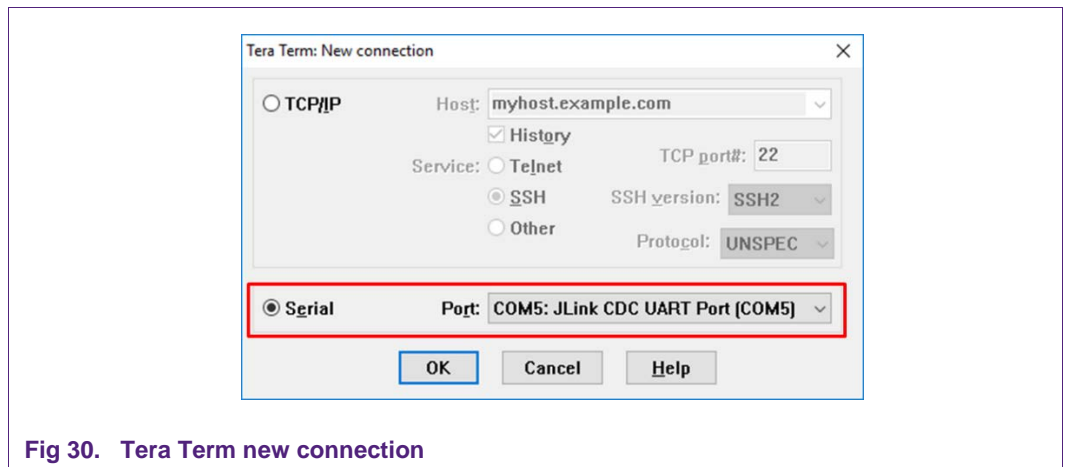 Tera Term: New connection
TCP/IP Host: myhost.example.com
History
Service: Telnet TCP port#: 22
SSH SSH version: SSH2
Other Protocol: UNSPEC
Serial Port: COM5: JLink CDC UART Port (COM5)
OK Cancel Help
Fig 30. Tera Term new connection